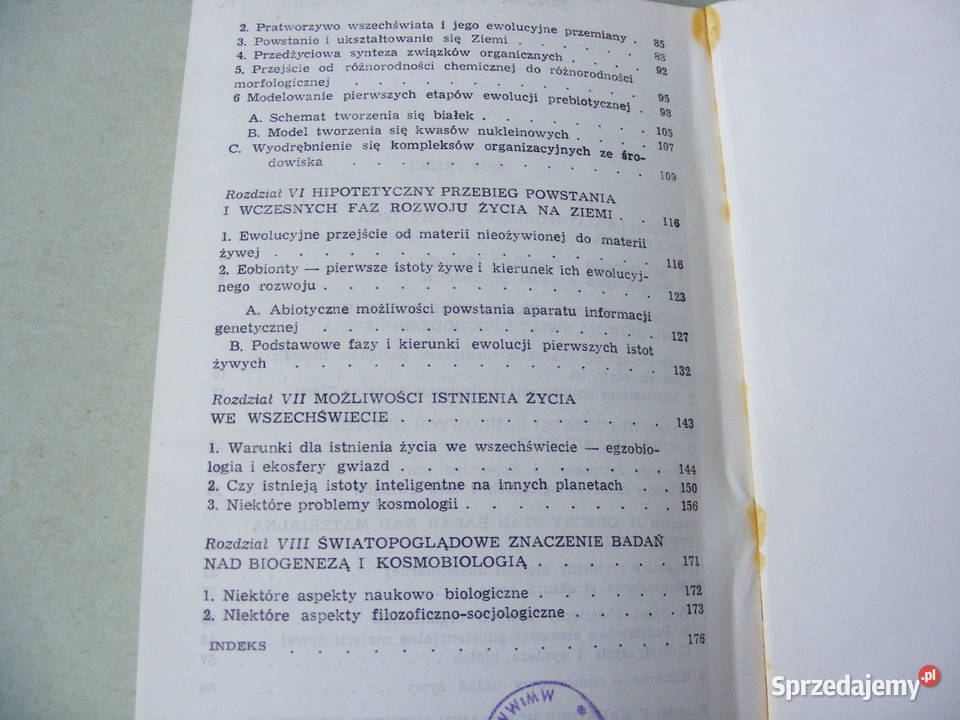 2. Pratworzywo wszechświata i jego ewolucyjne przemiany . 85
3. Powstanie i ukształtowanie się Ziemi . . . . . . 88
4. Przedżyciowa synteza związków organicznych . . . . 92
5. Przejście od różnorodności chemicznej do różnorodności
morfologicznej . . . . . . . . . . . . 95
6 Modelowanie pierwszych etapów ewolucji prebiotycznej . 98
A. Schemat tworzenia się białek . . . . . . . . 105
B. Model tworzenia się kwasów nukleinowych . . . . 107
C. Wyodrębnienie się kompleksów organizacyjnych ze śro-
dowiska . . . . . . . . . . . . 109
Rozdział VI HIPOTETYCZNY PRZEBIEG POWSTANIA
I WCZESNYCH FAZ ROZWOJU ŻYCIA NA ZIEMI . . 116
1. Ewolucyjne przejście od materii nieożywionej do materii
żywej . . . . . . . . . . . . . . . 116
2. Eobionty — pierwsze istoty żywe i kierunek ich ewolucyj-
nego rozwoju . . . . . . . . . . . . . 123
A. Abiotyczne możliwości powstania aparatu informacji
genetycznej . . . . . . . . . . . . . 127
B. Podstawowe fazy i kierunki ewolucji pierwszych istot
żywych . . . . . . . . . . . . . . 132
Rozdział VII MOŻLIWOŚCI ISTNIENIA ŻYCIA
WE WSZECHŚWIECIE . . . . . . . . . . 143
1. Warunki dla istnienia życia we wszechświecie — egzobio-
logia i ekosfery gwiazd . . . . . . . . . . 144
2. Czy istnieją istoty inteligentne na innych planetach . . 150
3. Niektóre problemy kosmologii . . . . . . . . 156
Rozdział VIII ŚWIATOPOGLĄDOWE ZNACZENIE BADAŃ
NAD BIOGENEZĄ I KOSMOBIOLOGIĄ . . . . . . 171
1. Niektóre aspekty naukowo biologiczne . . . . . 172
2. Niektóre aspekty filozoficzno-socjologiczne . . . . . 173
INDEKS . . . . . . . . . . . . . . . 176
Sprzedajemy.pl